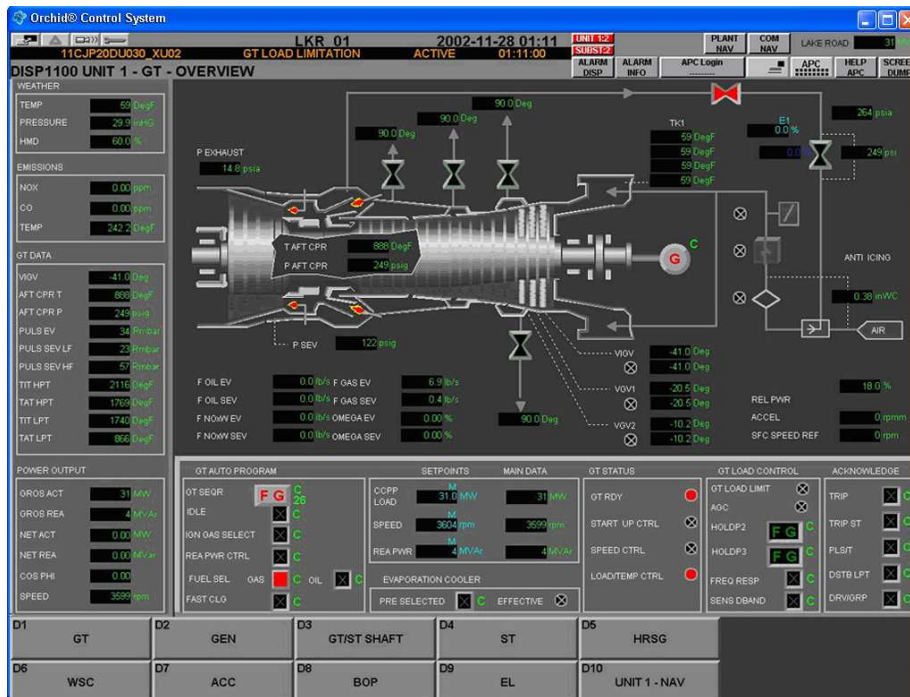 Orchid® Control System
LKR 01 2002-11-28 01:11
UNIT 1:2
SUBST:2
PLANT NAV
COM NAV
LAKE ROAD 31 MW
11CJP20DU030_XU02 GT LOAD LIMITATION ACTIVE 01:11:00
DISP1100 UNIT 1 - GT - OVERVIEW
ALARM DISP
ALARM INFO
APC Login
APC
HELP APC
SCREE DUMP
WEATHER
TEMP 59 DegF
PRESSURE 29.9 inHG
HMD 60.0 %
EMISSIONS
NOX 0.00 ppm
CO 0.00 ppm
TEMP 242.2 DegF
GT DATA
VIGV -41.0 Deg
AFT CPR T 888 DegF
AFT CPR P 249 psig
PULS EV 34 Rmbar
PULS SEV LF 23 Rmbar
PULS SEV HF 57 Rmbar
TIT HPT 2116 DegF
TAT HPT 1769 DegF
TIT LPT 1740 DegF
TAT LPT 866 DegF
POWER OUTPUT
GROS ACT 31 MW
GROS REA 4 MVAr
NET ACT 0.00 MW
NET REA 0.00 MVar
COS PHI 0.00
SPEED 3599 rpm
P EXHAUST
14.8 psia
90.0 Deg
90.0 Deg
90.0 Deg
TK1
59 DegF
59 DegF
59 DegF
59 DegF
E1
0.0 %
0.0 %
264 psia
249 psi
T AFT CPR 888 DegF
P AFT CPR 249 psig
G C
ANTI ICING
0.38 inWC
AIR
P SEV 122 psig
90.0 Deg
VIGV -41.0 Deg
-41.0 Deg
VGV1 -20.5 Deg
-20.5 Deg
VGV2 -10.2 Deg
-10.2 Deg
F OIL EV 0.0 lb/s F GAS EV 6.9 lb/s
F OIL SEV 0.0 lb/s F GAS SEV 0.4 lb/s
F NOxW EV 0.0 lb/s OMEGA EV 0.00 %
F NOxW SEV 0.0 lb/s OMEGA SEV 0.00 %
18.0 %
REL PWR
ACCEL 0 rpmm
SFC SPEED REF 0 rpm
GT AUTO PROGRAM
GT SEQR F G C 26
IDLE C
IGN GAS SELECT C
REA PWR CTRL C
FUEL SEL GAS C OIL C
FAST CLG C
SETPOINTS MAIN DATA
CCPP LOAD M 31.0 MW 31 MW
SPEED M 3604 rpm 3599 rpm
REA PWR M 4 MVAr 4 MVAr
EVAPORATION COOLER
PRE SELECTED C EFFECTIVE
GT STATUS
GT RDY
START UP CTRL
SPEED CTRL
LOAD/TEMP CTRL
GT LOAD CONTROL
GT LOAD LIMIT
AGC
HOLDP2 F G C
HOLDP3 F G C
FREQ RESP C
SENS DBAND C
ACKNOWLEDGE
TRIP C
TRIP ST C
PLS/T C
DSTB LPT C
DRV/GRP C
D1 GT
D2 GEN
D3 GT/ST SHAFT
D4 ST
D5 HRSG
D6 WSC
D7 ACC
D8 BOP
D9 EL
D10 UNIT 1 - NAV